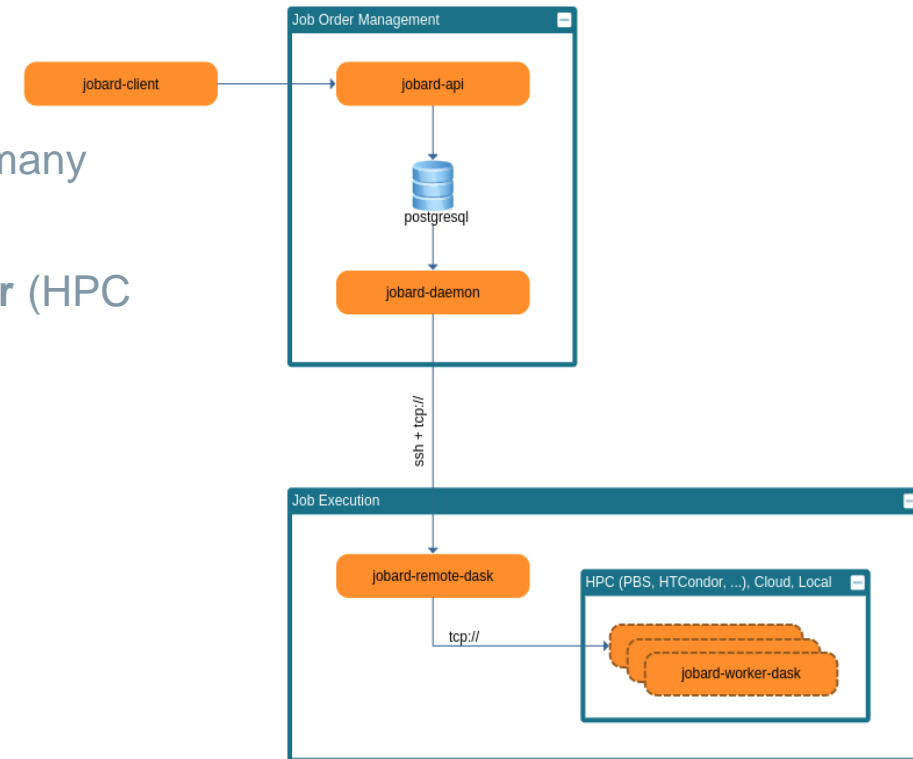 Job Order Management
jobard-client
jobard-api
many
postgresql
r (HPC
jobard-daemon
ssh + tcp://
Job Execution
jobard-remote-dask
HPC (PBS, HTCondor, ...), Cloud, Local
tcp://
jobard-worker-dask